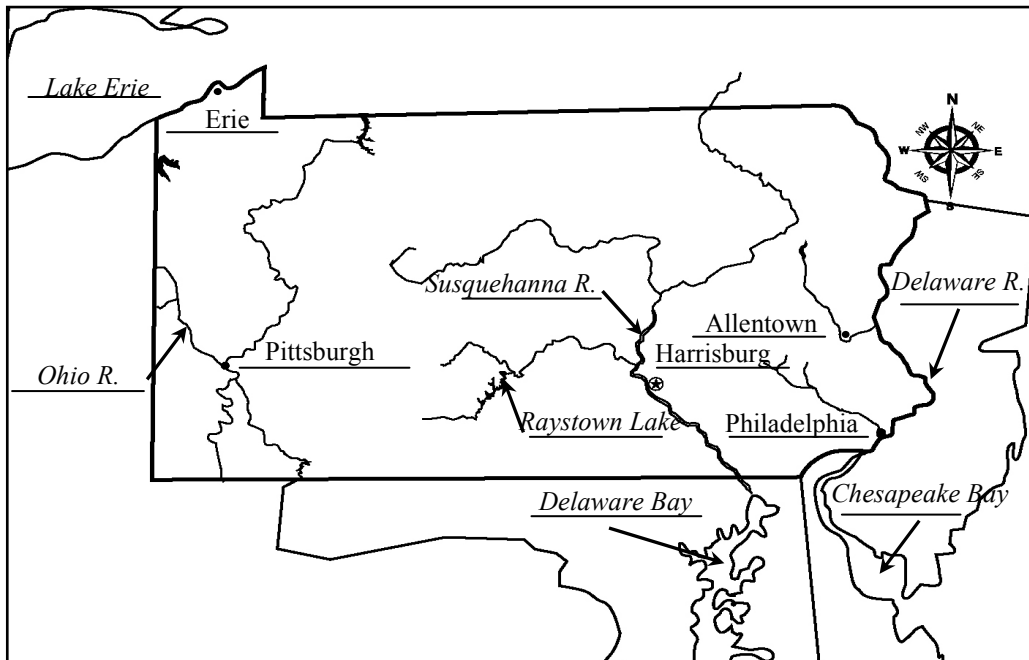 Lake Erie
Erie
N
NW
NE
W
E
SW
SE
Susquehanna R.
Delaware R.
Allentown
Pittsburgh
Harrisburg
Ohio R.
Raystown Lake
Philadelphia
Delaware Bay
Chesapeake Bay